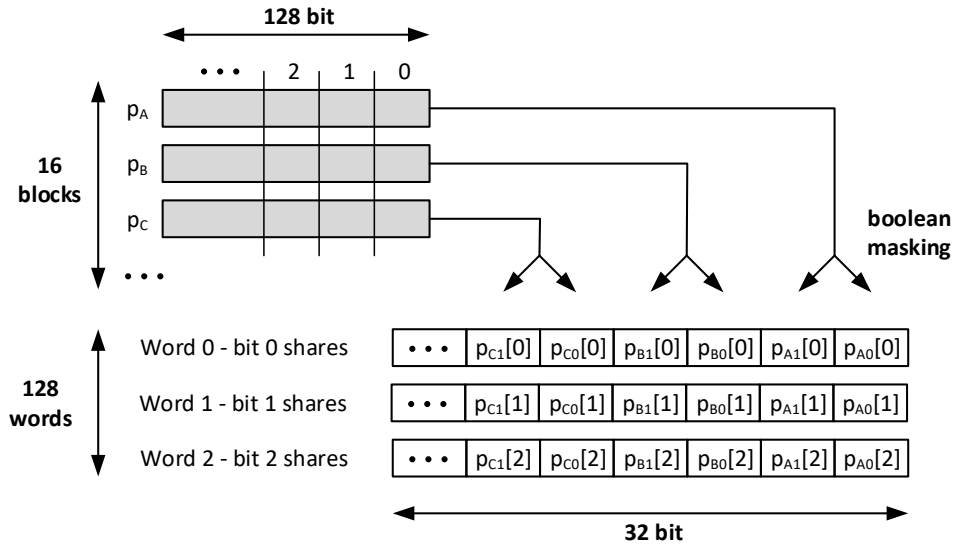 128 bit
• • • 2 1 0
p_A
p_B
16
blocks
p_C
boolean
masking
• • •
Word 0 - bit 0 shares • • • p_C1[0] p_C0[0] p_B1[0] p_B0[0] p_A1[0] p_A0[0]
128
words
Word 1 - bit 1 shares • • • p_C1[1] p_C0[1] p_B1[1] p_B0[1] p_A1[1] p_A0[1]
Word 2 - bit 2 shares • • • p_C1[2] p_C0[2] p_B1[2] p_B0[2] p_A1[2] p_A0[2]
32 bit